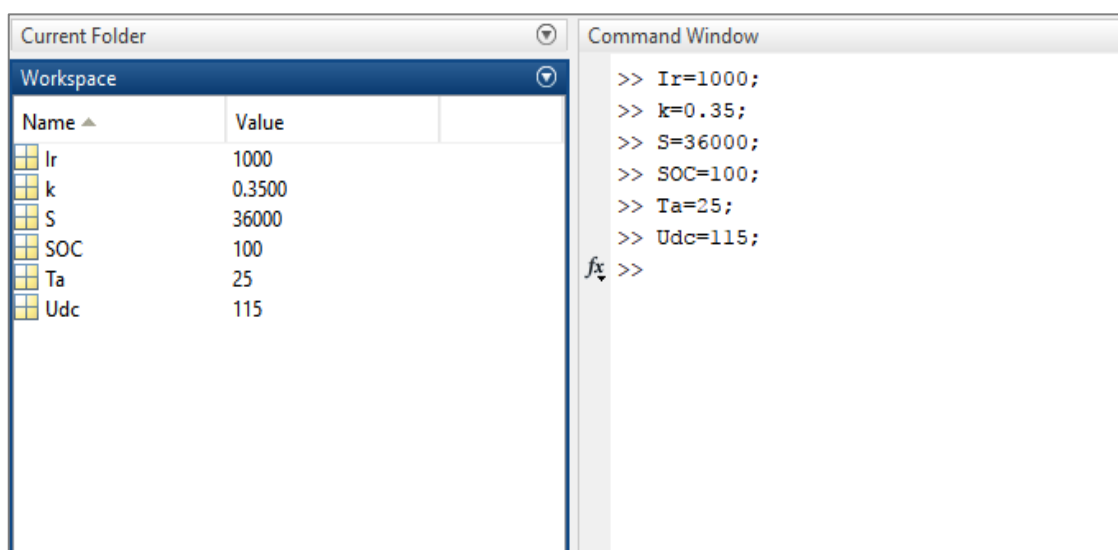 Current Folder
Workspace
Name Value
Ir 1000
k 0.3500
S 36000
SOC 100
Ta 25
Udc 115
Command Window
>> Ir=1000;
>> k=0.35;
>> S=36000;
>> SOC=100;
>> Ta=25;
>> Udc=115;
fx >>